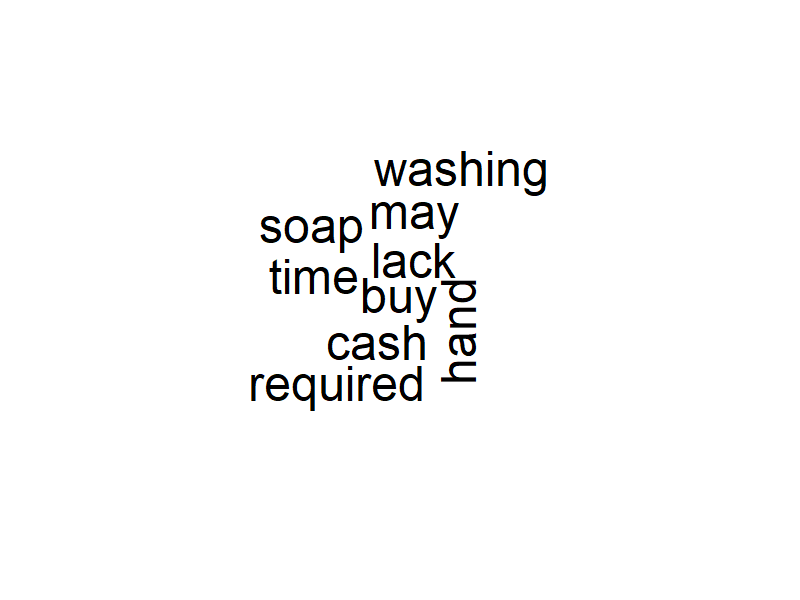 washing
may
soap
lack
time
buy
hand
cash
required